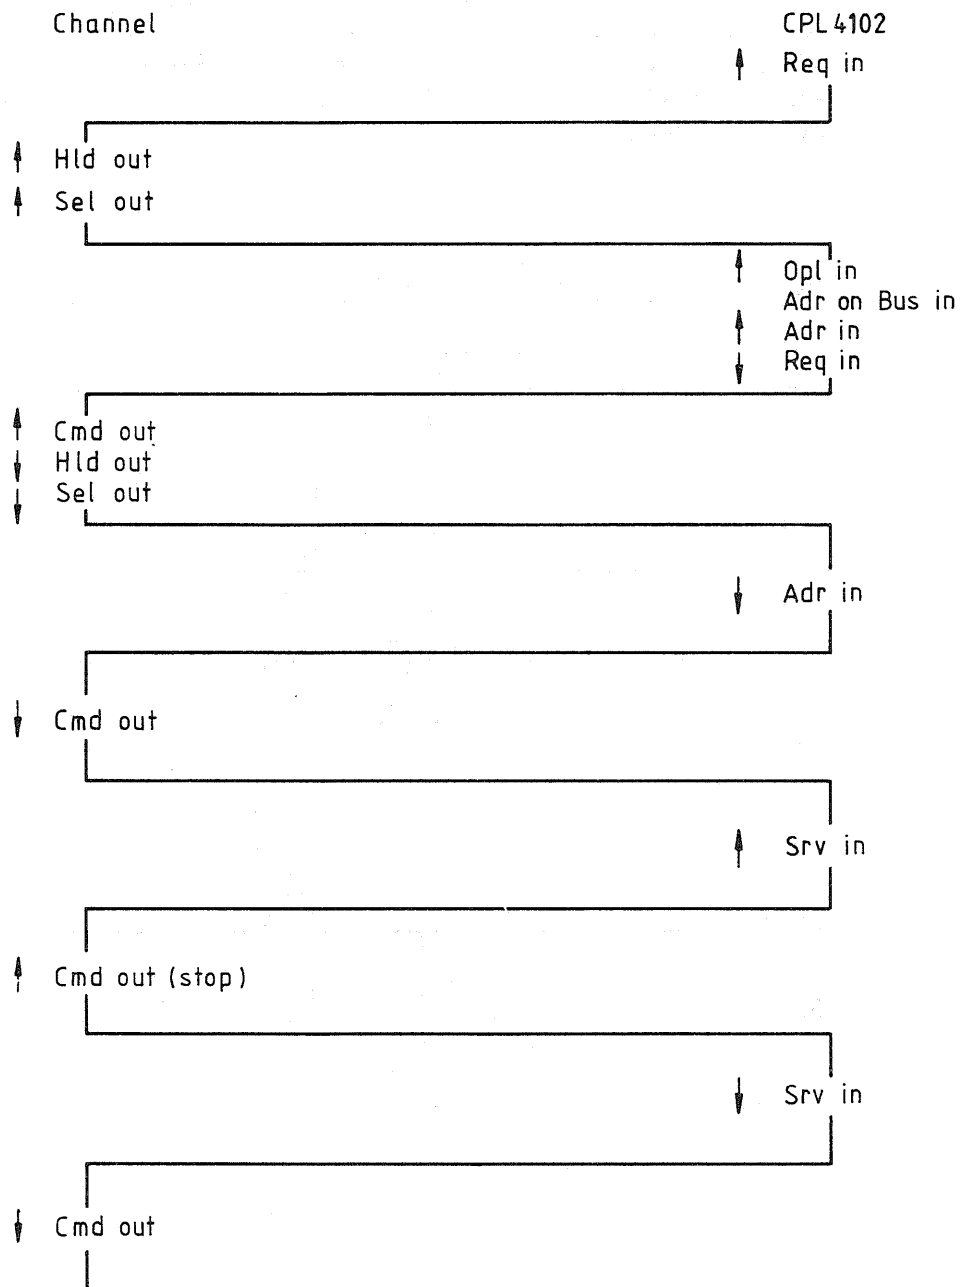 Channel CPL 4102
↑ Req in
↑ Hld out
↑ Sel out
↑ Opl in
Adr on Bus in
↑ Adr in
↓ Req in
↑ Cmd out
↓ Hld out
↓ Sel out
↓ Adr in
↓ Cmd out
↑ Srv in
↑ Cmd out (stop)
↓ Srv in
↓ Cmd out